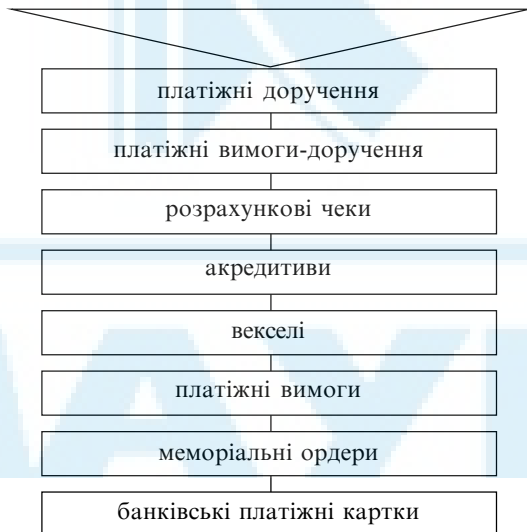 платіжні доручення
платіжні вимоги-доручення
розрахункові чеки
акредитиви
векселі
платіжні вимоги
меморіальні ордери
банківські платіжні картки